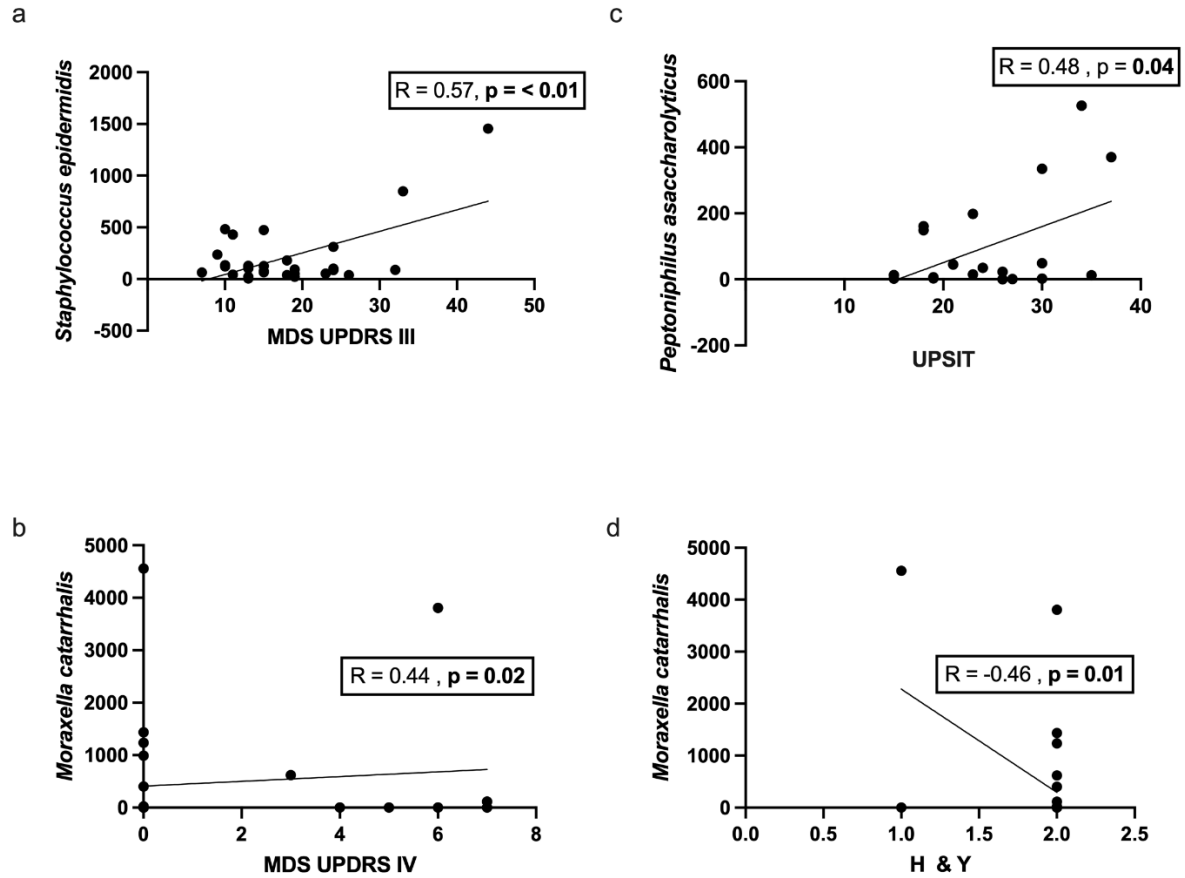 a
Staphylococcus epidermidis
2000
1500
1000
500
0
-500
10
20
30
40
50
MDS UPDRS III
R = 0.57, p = < 0.01
c
Peptoniphilus asaccharolyticus
600
400
200
0
-200
10
20
30
40
UPSIT
R = 0.48 , p = 0.04
b
Moraxella catarrhalis
5000
4000
3000
2000
1000
0
0
2
4
6
8
MDS UPDRS IV
R = 0.44 , p = 0.02
d
Moraxella catarrhalis
5000
4000
3000
2000
1000
0
0.0
0.5
1.0
1.5
2.0
2.5
H & Y
R = -0.46 , p = 0.01